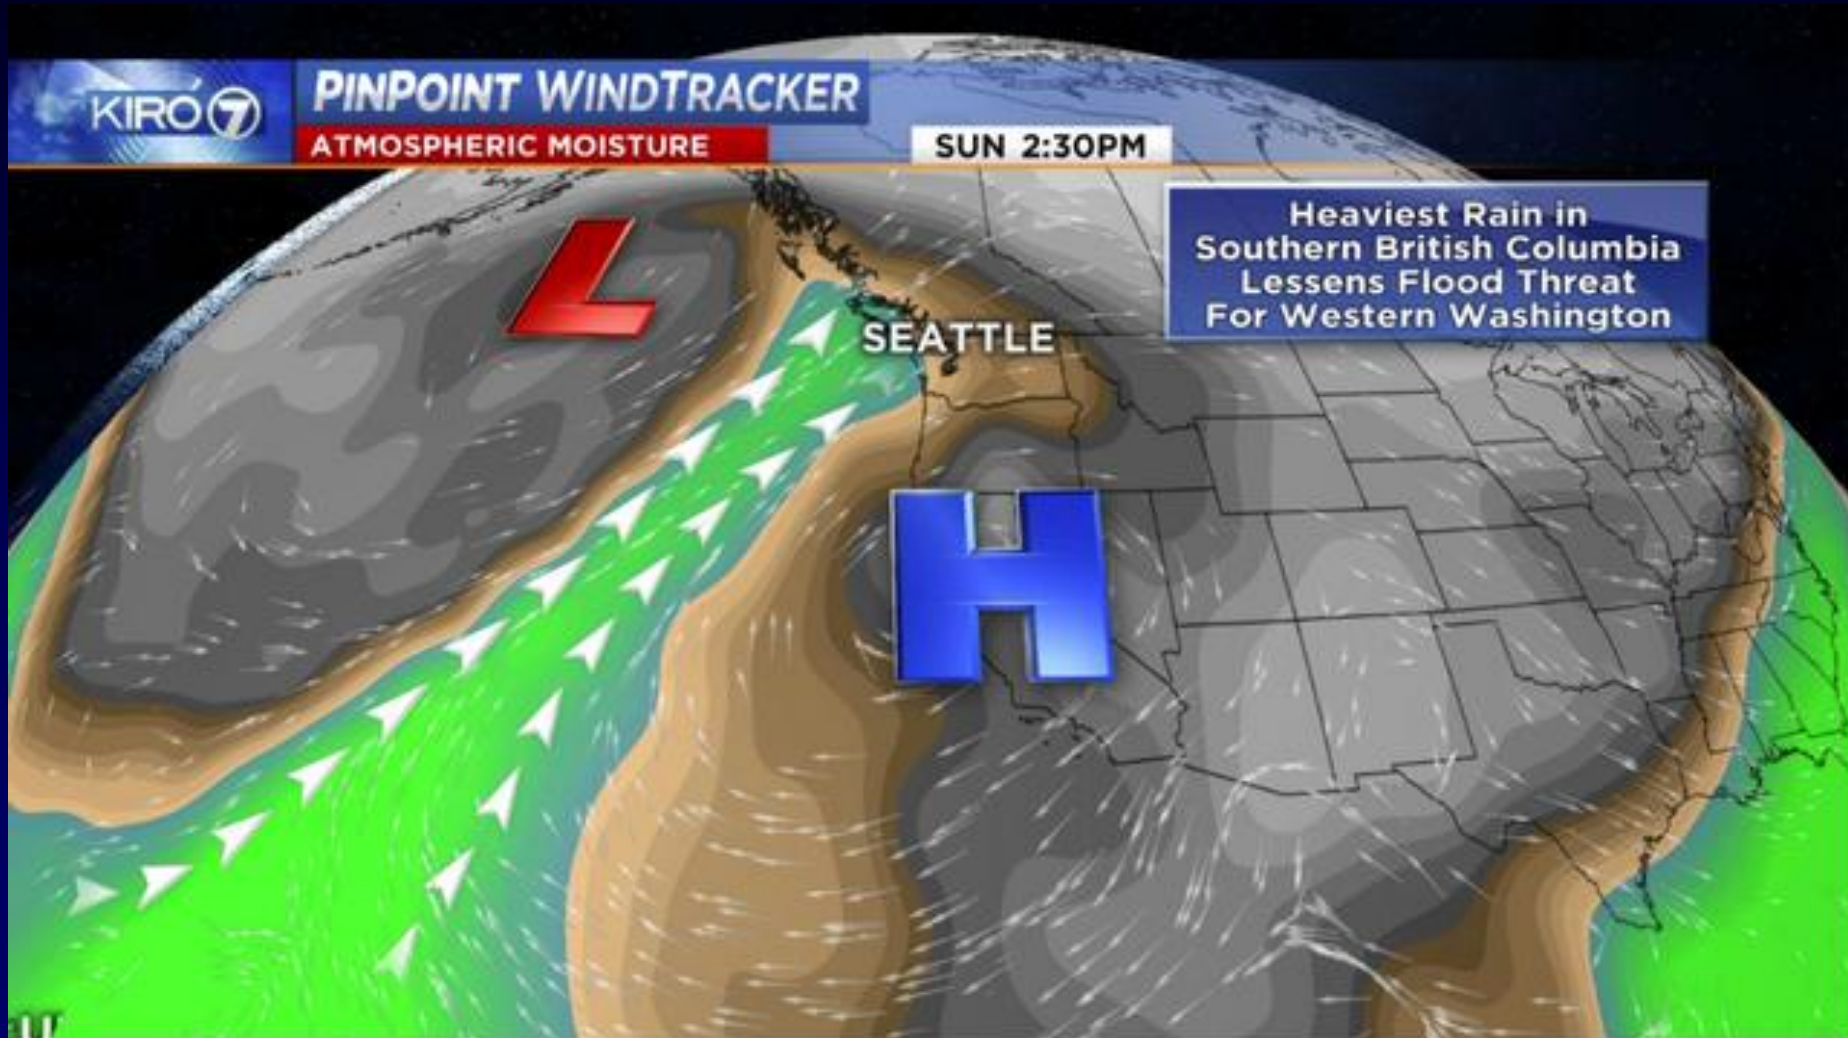 KIRO 7
PINPOINT WINDTRACKER
ATMOSPHERIC MOISTURE
SUN 2:30PM
Heaviest Rain in
Southern British Columbia
Lessens Flood Threat
For Western Washington
L
SEATTLE
H